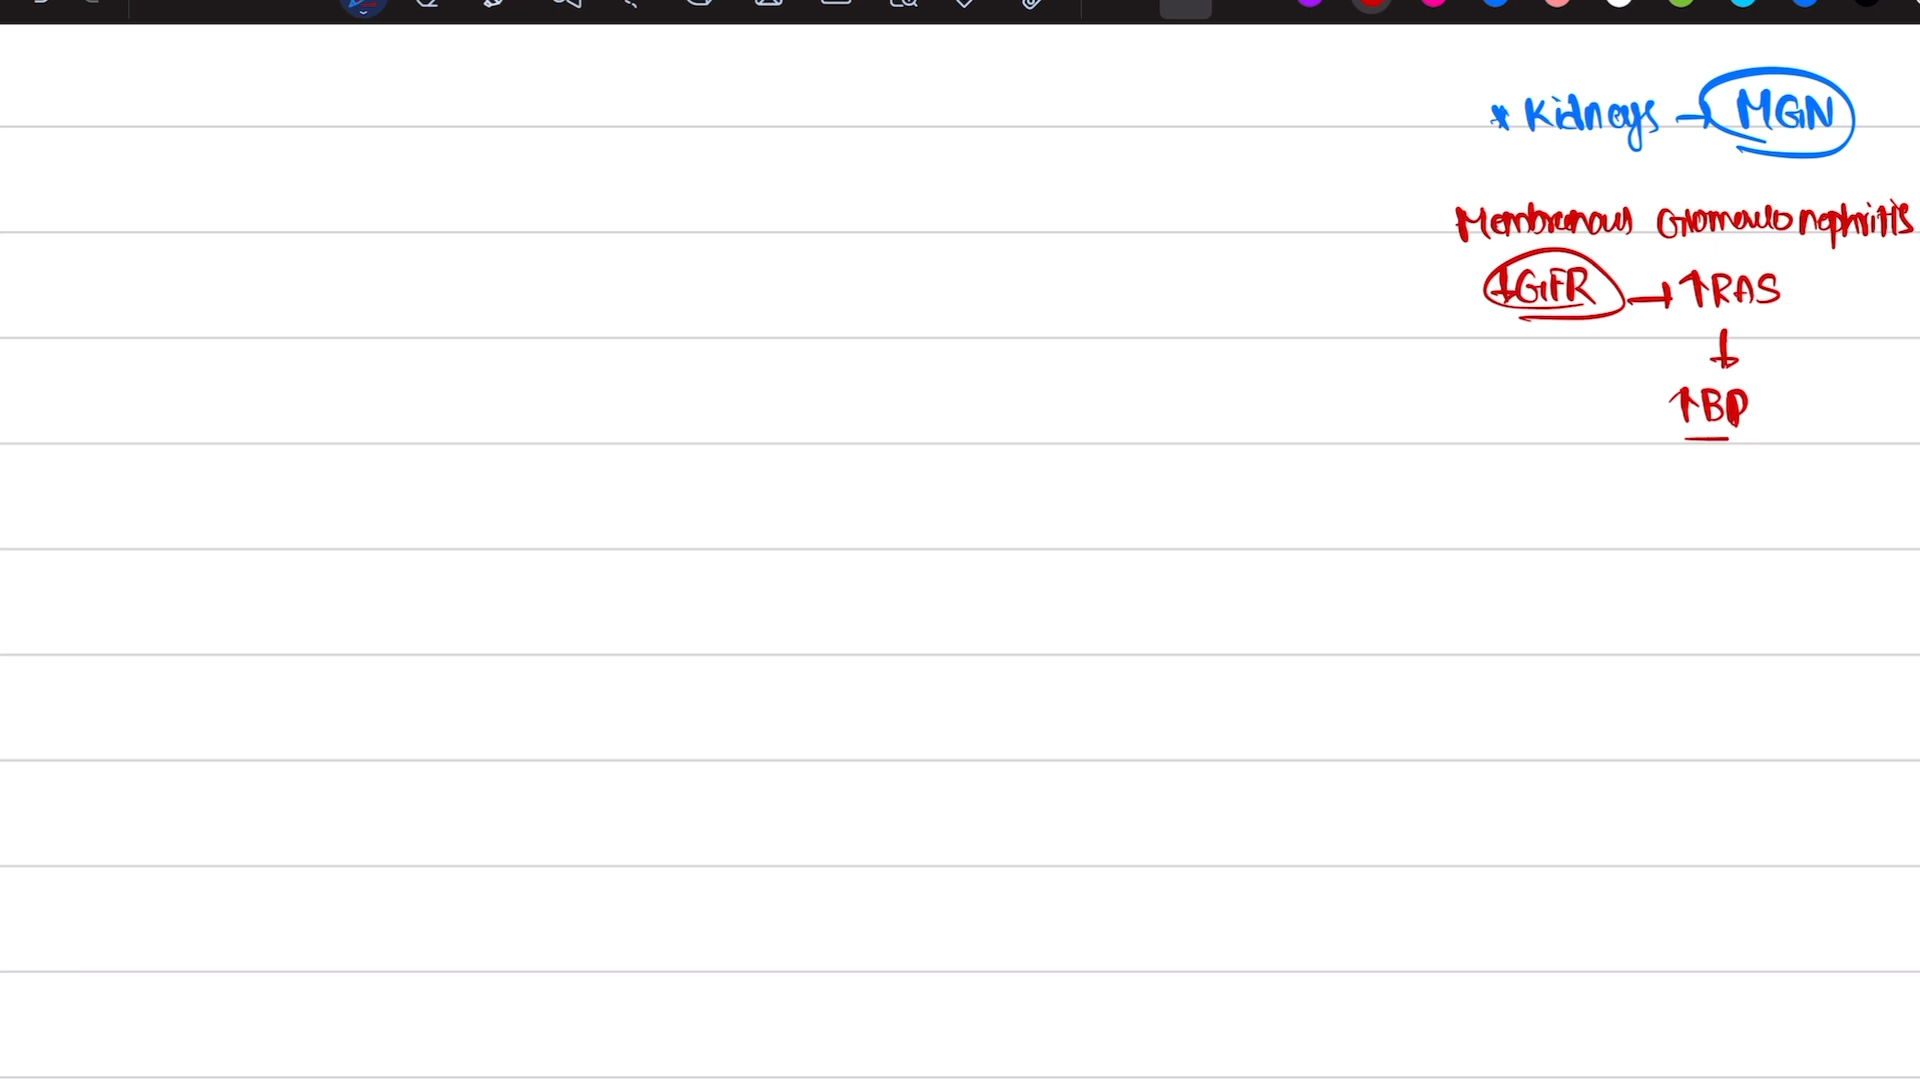 * Kidneys → MGN
Membranous Glomerulonephritis
↓GFR → ↑RAS
↓
↑BP